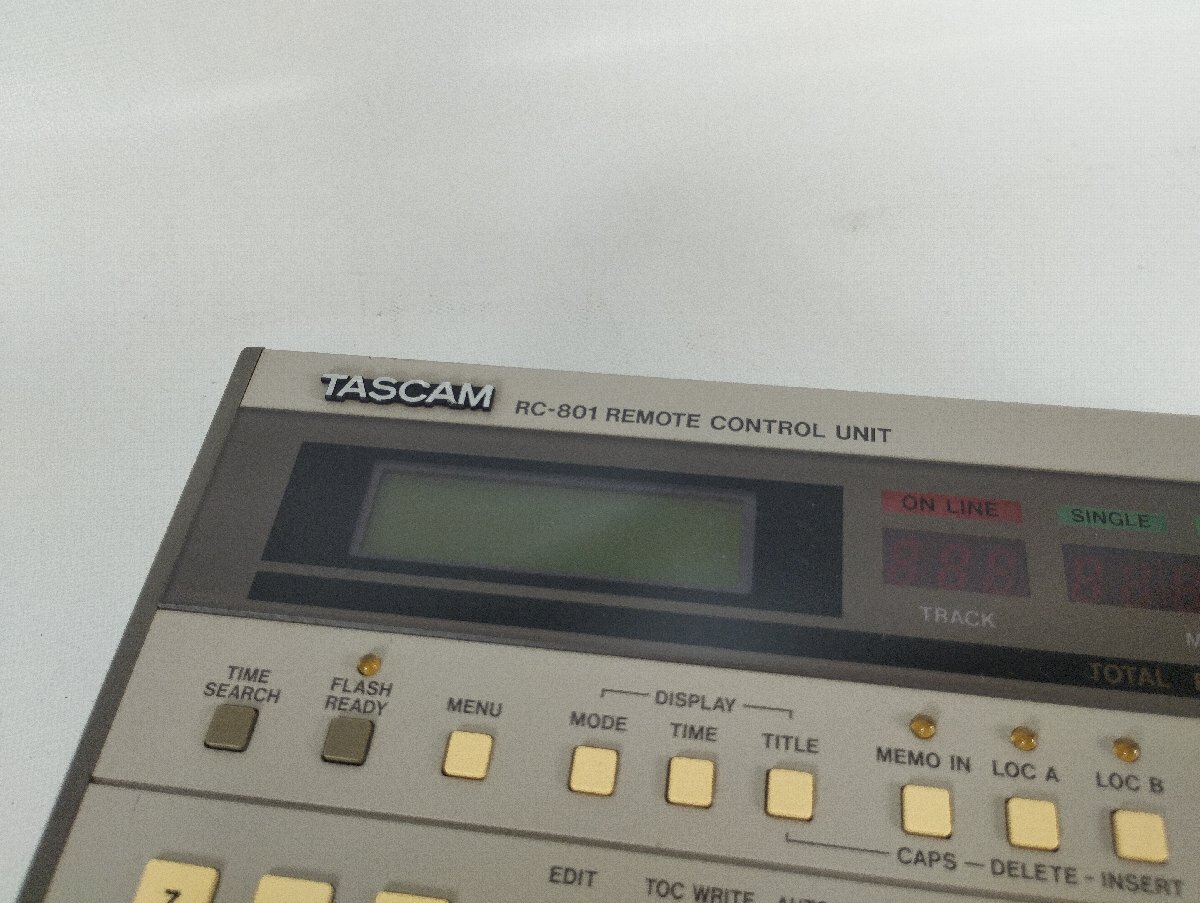 TASCAM RC-801 REMOTE CONTROL UNIT
ON LINE SINGLE
TRACK
TOTAL
TIME SEARCH
FLASH READY
MENU
DISPLAY
MODE TIME TITLE
MEMO IN LOC A LOC B
CAPS - DELETE - INSERT
EDIT TOC WRITE
Z